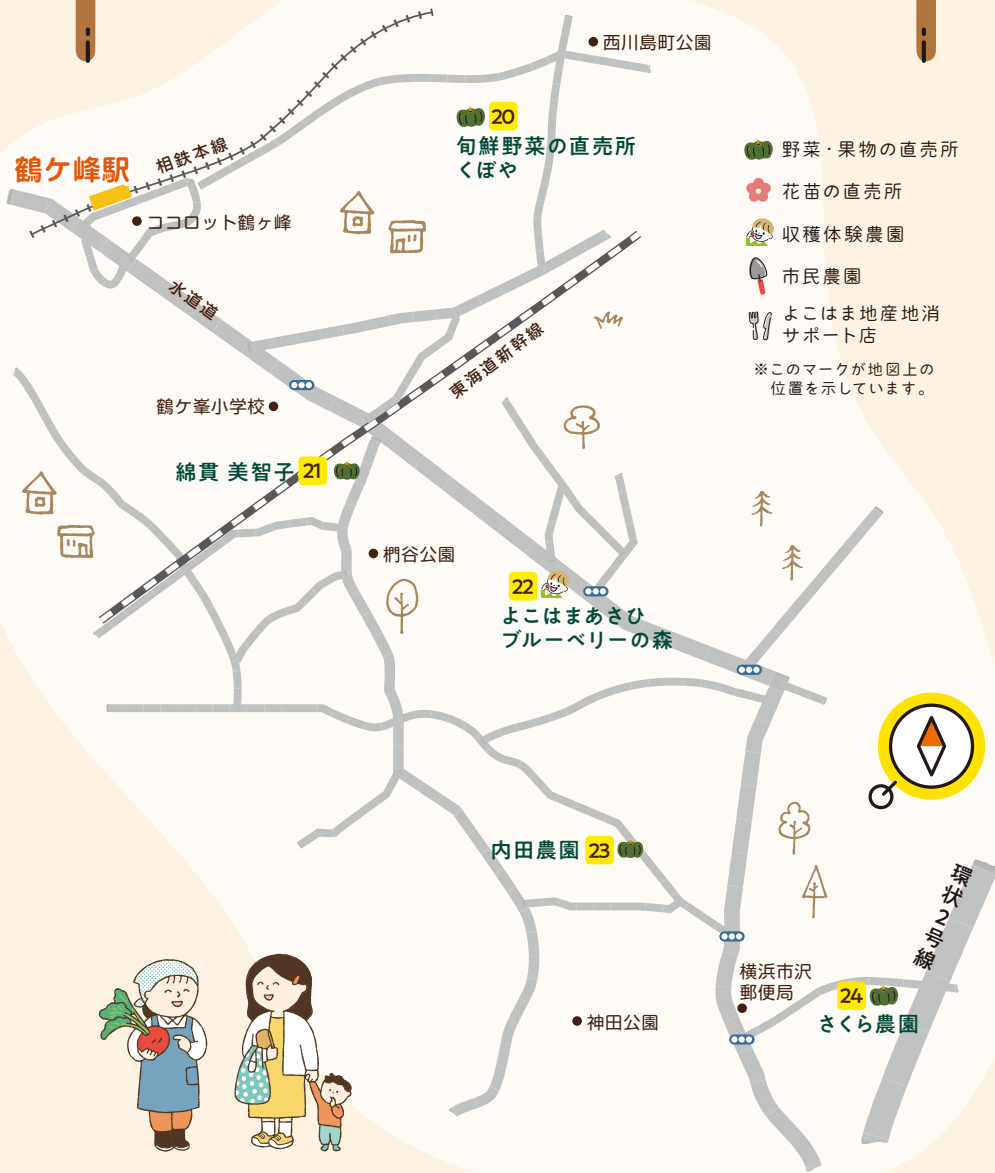 西川島町公園
20
旬鮮野菜の直売所
くぼや
相鉄本線
鶴ケ峰駅
ココロット鶴ヶ峰
野菜・果物の直売所
花苗の直売所
収穫体験農園
市民農園
よこはま地産地消
サポート店
※このマークが地図上の
位置を示しています。
水道道
東海道新幹線
鶴ケ峯小学校
綿貫 美智子 21
椚谷公園
22
よこはまあさひ
ブルーベリーの森
内田農園 23
環状2号線
横浜市沢
郵便局
24
さくら農園
神田公園